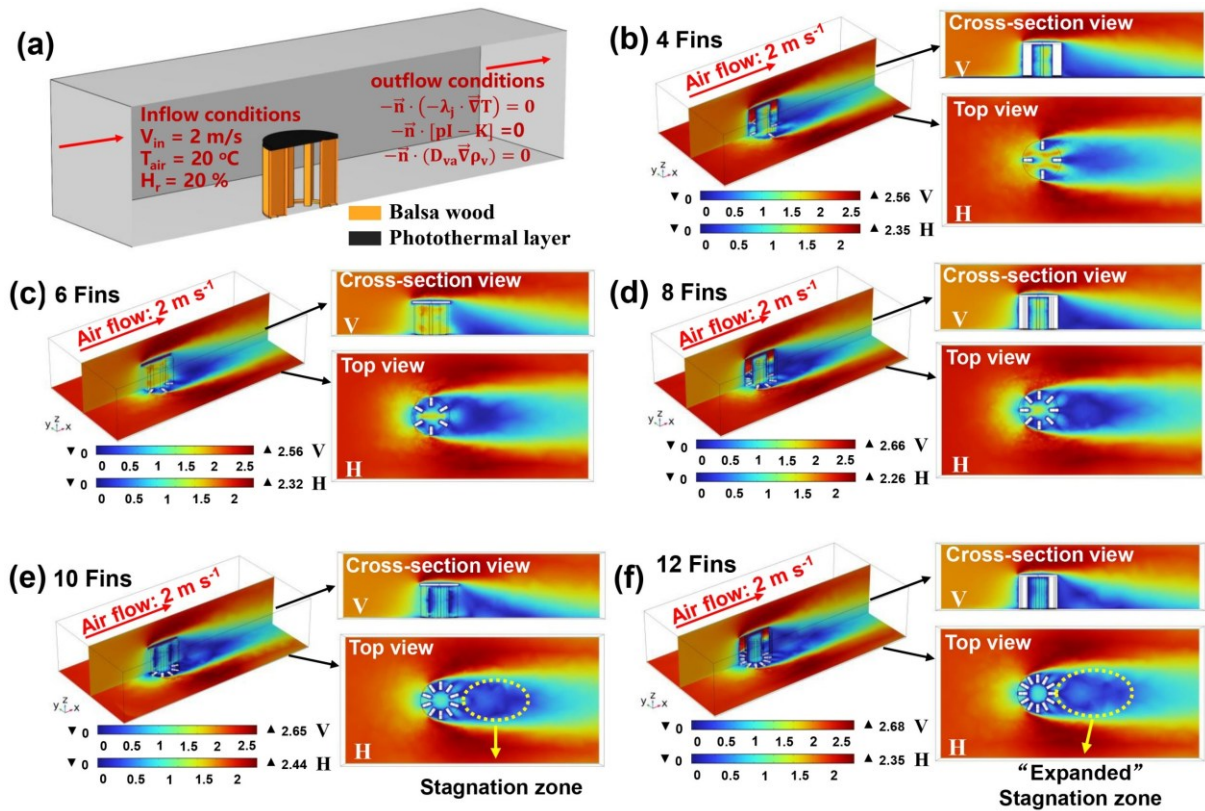 (a)
Inflow conditions
V_in = 2 m/s
T_air = 20 °C
H_r = 20 %
outflow conditions
−n⃗ · (−λ_j · ∇⃗T) = 0
−n⃗ · [pI − K] = 0
−n⃗ · (D_va ∇⃗ρ_v) = 0
Balsa wood
Photothermal layer
(b) 4 Fins
Air flow: 2 m s⁻¹
Cross-section view
V
Top view
H
y z x
▼ 0 0 0.5 1 1.5 2 2.5 ▲ 2.56 V
▼ 0 0 0.5 1 1.5 2 ▲ 2.35 H
(c) 6 Fins
Air flow: 2 m s⁻¹
Cross-section view
V
Top view
H
y z x
▼ 0 0 0.5 1 1.5 2 2.5 ▲ 2.56 V
▼ 0 0 0.5 1 1.5 2 ▲ 2.32 H
(d) 8 Fins
Air flow: 2 m s⁻¹
Cross-section view
V
Top view
H
y z x
▼ 0 0 0.5 1 1.5 2 2.5 ▲ 2.66 V
▼ 0 0 0.5 1 1.5 2 ▲ 2.26 H
(e) 10 Fins
Air flow: 2 m s⁻¹
Cross-section view
V
Top view
H
y z x
▼ 0 0 0.5 1 1.5 2 2.5 ▲ 2.65 V
▼ 0 0 0.5 1 1.5 2 ▲ 2.44 H
Stagnation zone
(f) 12 Fins
Air flow: 2 m s⁻¹
Cross-section view
V
Top view
H
y z x
▼ 0 0 0.5 1 1.5 2 2.5 ▲ 2.68 V
▼ 0 0 0.5 1 1.5 2 ▲ 2.35 H
“Expanded”
Stagnation zone